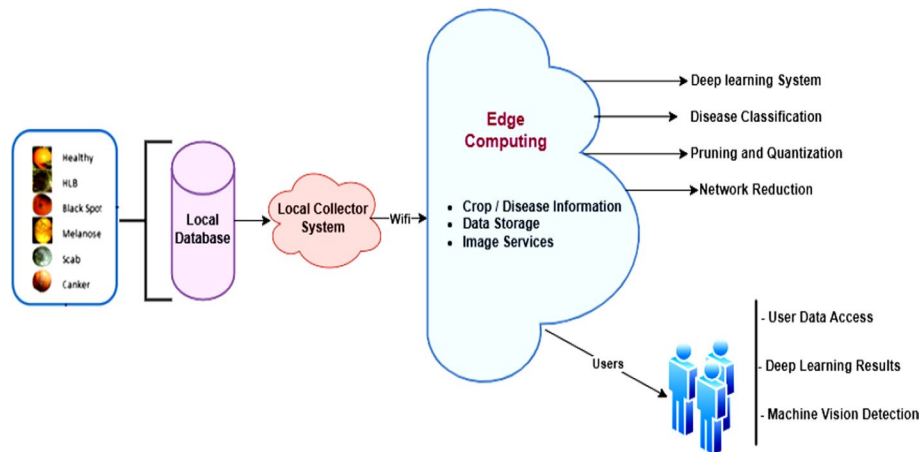 Healthy
HLB
Black Spot
Melanose
Scab
Canker
Local
Database
Local Collector
System
Wifi
Edge
Computing
• Crop / Disease Information
• Data Storage
• Image Services
Deep learning System
Disease Classification
Pruning and Quantization
Network Reduction
Users
- User Data Access
- Deep Learning Results
- Machine Vision Detection